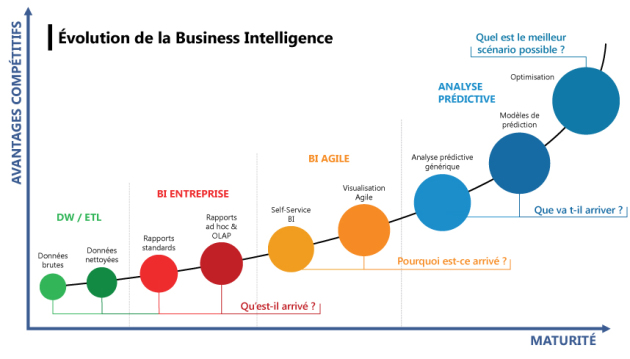 Évolution de la Business Intelligence
AVANTAGES COMPÉTITIFS
Quel est le meilleur
scénario possible ?
Optimisation
ANALYSE
PRÉDICTIVE
Modèles de
prédiction
BI AGILE
Analyse prédictive
générique
BI ENTREPRISE
Visualisation
Agile
DW / ETL
Self-Service
BI
Rapports
ad hoc &
OLAP
Rapports
standards
Données
nettoyées
Données
brutes
Que va t-il arriver ?
Pourquoi est-ce arrivé ?
Qu'est-il arrivé ?
MATURITÉ